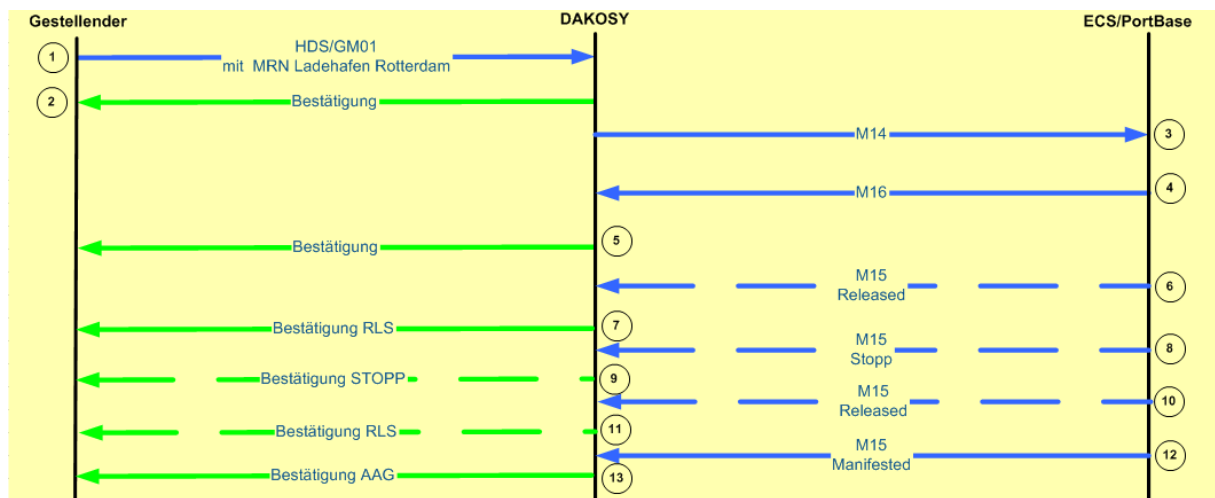 Gestellender
DAKOSY
ECS/PortBase
1
HDS/GM01
mit MRN Ladehafen Rotterdam
2
Bestätigung
M14
3
M16
4
Bestätigung
5
M15
Released
6
Bestätigung RLS
7
M15
Stopp
8
Bestätigung STOPP
9
M15
Released
10
Bestätigung RLS
11
M15
Manifested
12
Bestätigung AAG
13